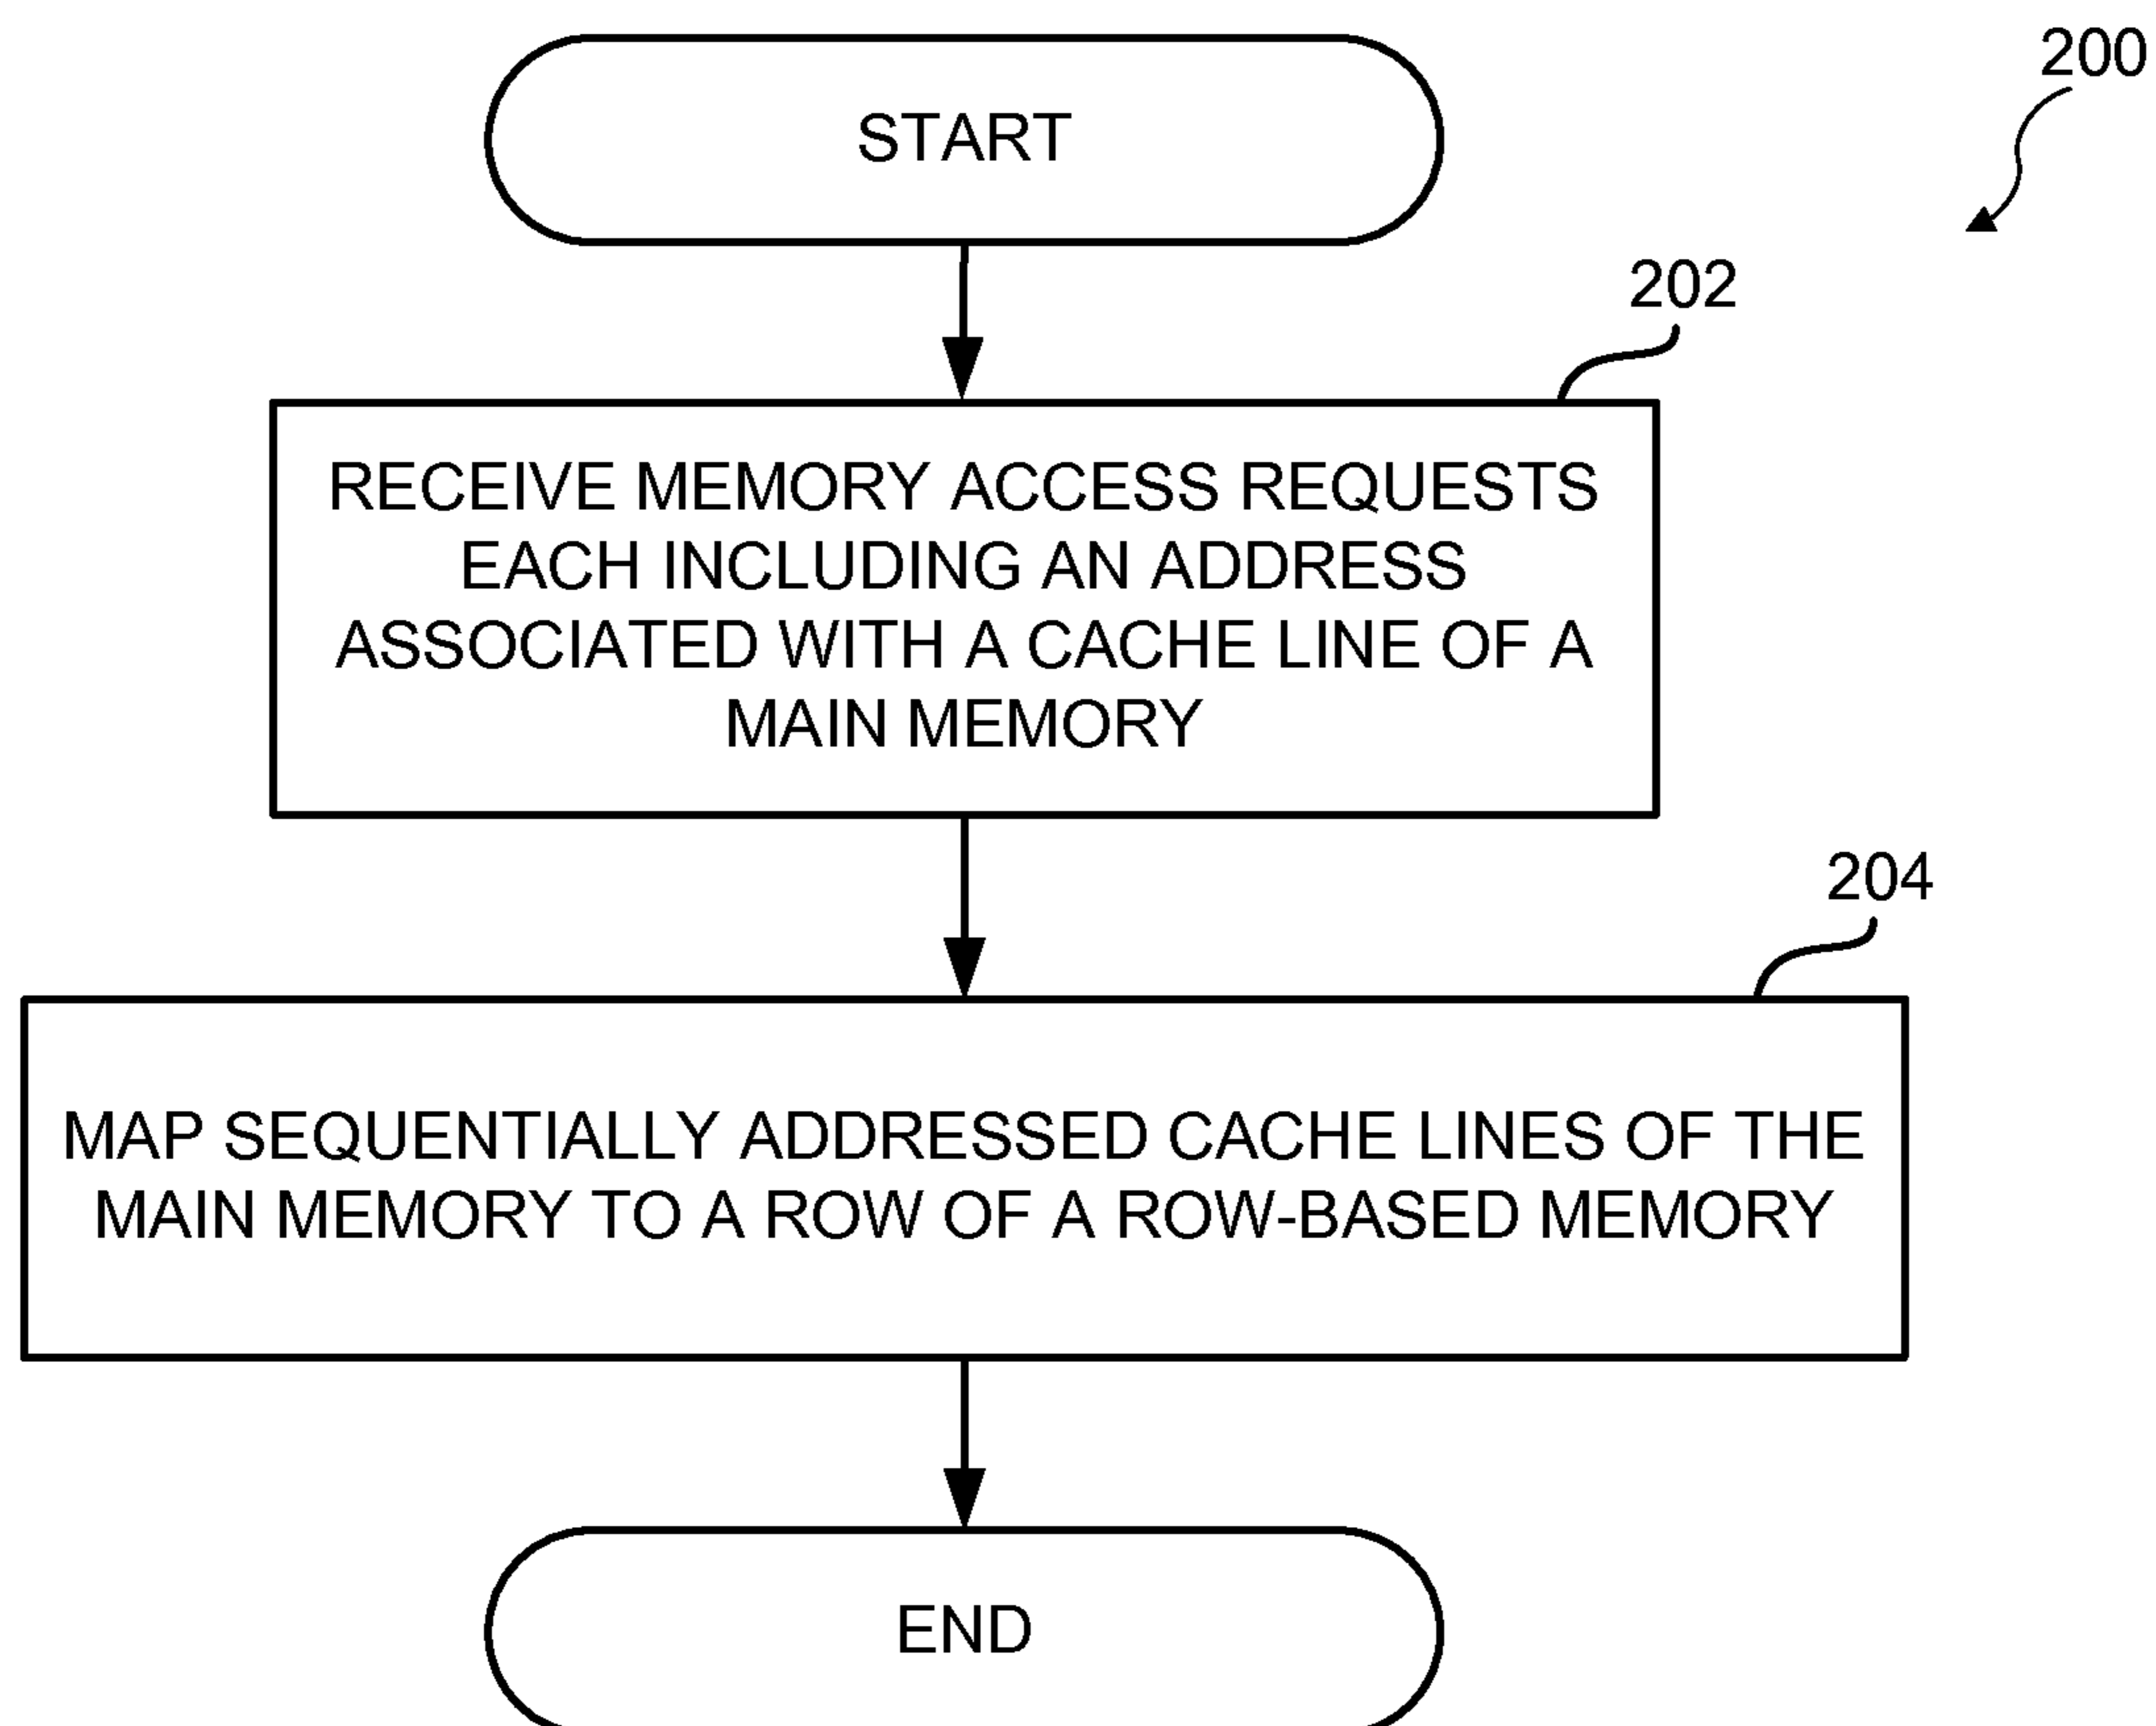 200
START
202
RECEIVE MEMORY ACCESS REQUESTS
EACH INCLUDING AN ADDRESS
ASSOCIATED WITH A CACHE LINE OF A
MAIN MEMORY
204
MAP SEQUENTIALLY ADDRESSED CACHE LINES OF THE
MAIN MEMORY TO A ROW OF A ROW-BASED MEMORY
END